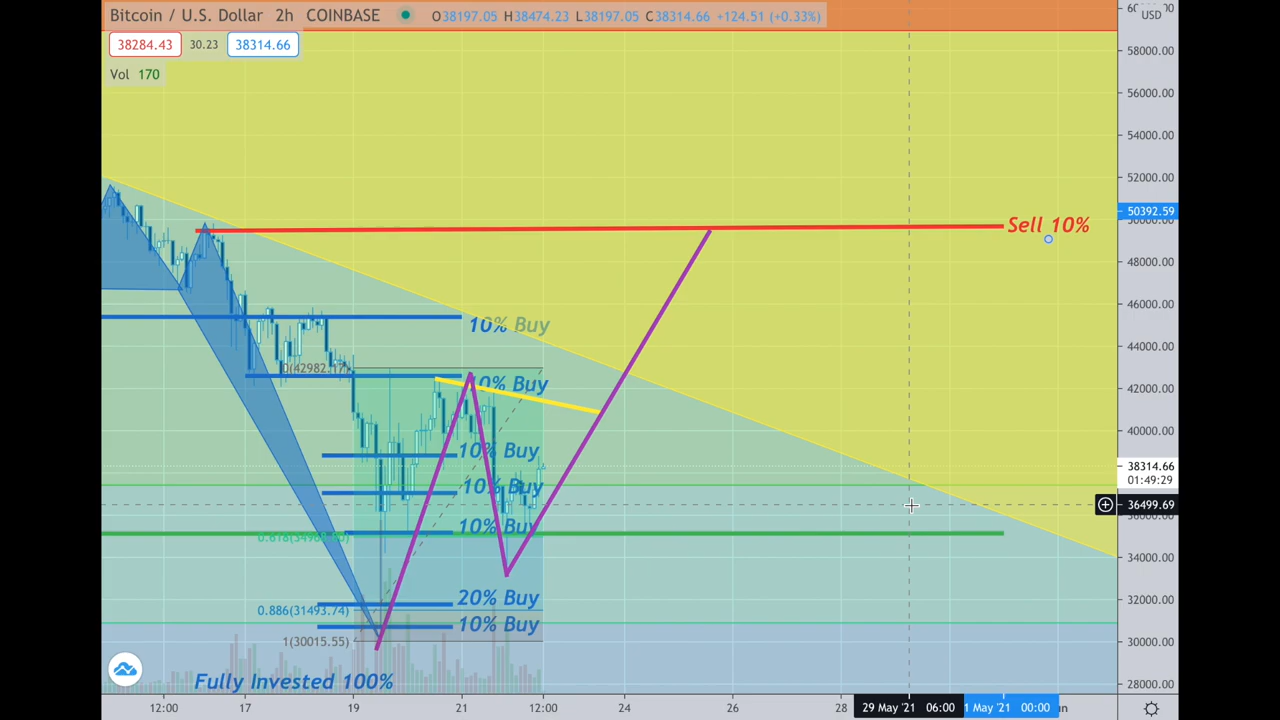 Bitcoin / U.S. Dollar 2h COINBASE O38197.05 H38474.23 L38197.05 C38314.66 +124.51 (+0.33%)
USD
38284.43 30.23 38314.66
58000.00
Vol 170
56000.00
54000.00
52000.00
50392.59
Sell 10%
48000.00
46000.00
10% Buy
44000.00
0(42982.17)
10% Buy
42000.00
40000.00
10% Buy
38314.66
01:49:29
10% Buy
36499.69
10% Buy
34000.00
20% Buy
32000.00
0.886(31493.74)
10% Buy
1(30015.55)
30000.00
Fully Invested 100%
28000.00
12:00 17 19 21 12:00 24 26 28 29 May '21 06:00 1 May '21 00:00